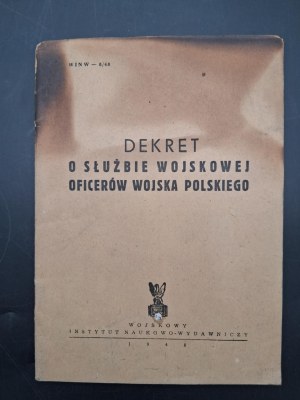 WINW — 8/48
DEKRET
O SŁUŻBIE WOJSKOWEJ
OFICERÓW WOJSKA POLSKIEGO
WOJSKOWY
INSTYTUT NAUKOWO-WYDAWNICZY
1948